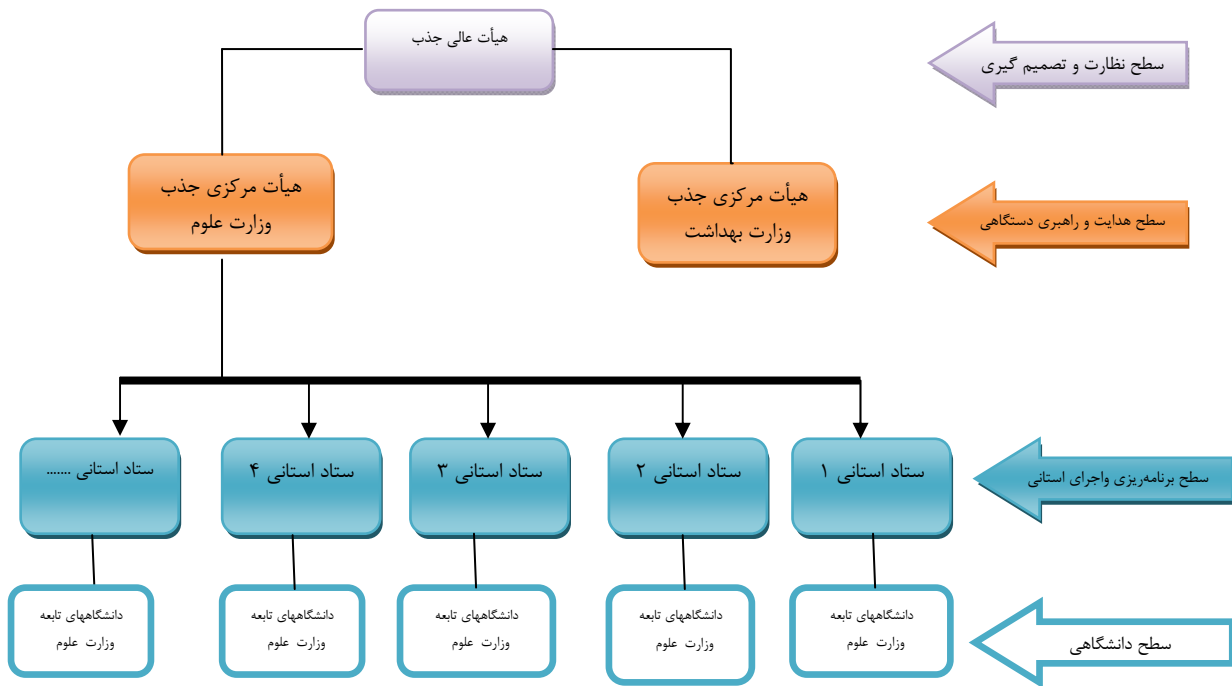 هیأت عالی جذب
سطح نظارت و تصمیم گیری
هیأت مرکزی جذب
وزارت بهداشت
هیأت مرکزی جذب
وزارت علوم
سطح هدایت و راهبری دستگاهی
ستاد استانی ۱
ستاد استانی ۲
ستاد استانی ۳
ستاد استانی ۴
ستاد استانی .......
سطح برنامه‌ریزی واجرای استانی
دانشگاههای تابعه
وزارت علوم
دانشگاههای تابعه
وزارت علوم
دانشگاههای تابعه
وزارت علوم
دانشگاههای تابعه
وزارت علوم
دانشگاههای تابعه
وزارت علوم
سطح دانشگاهی